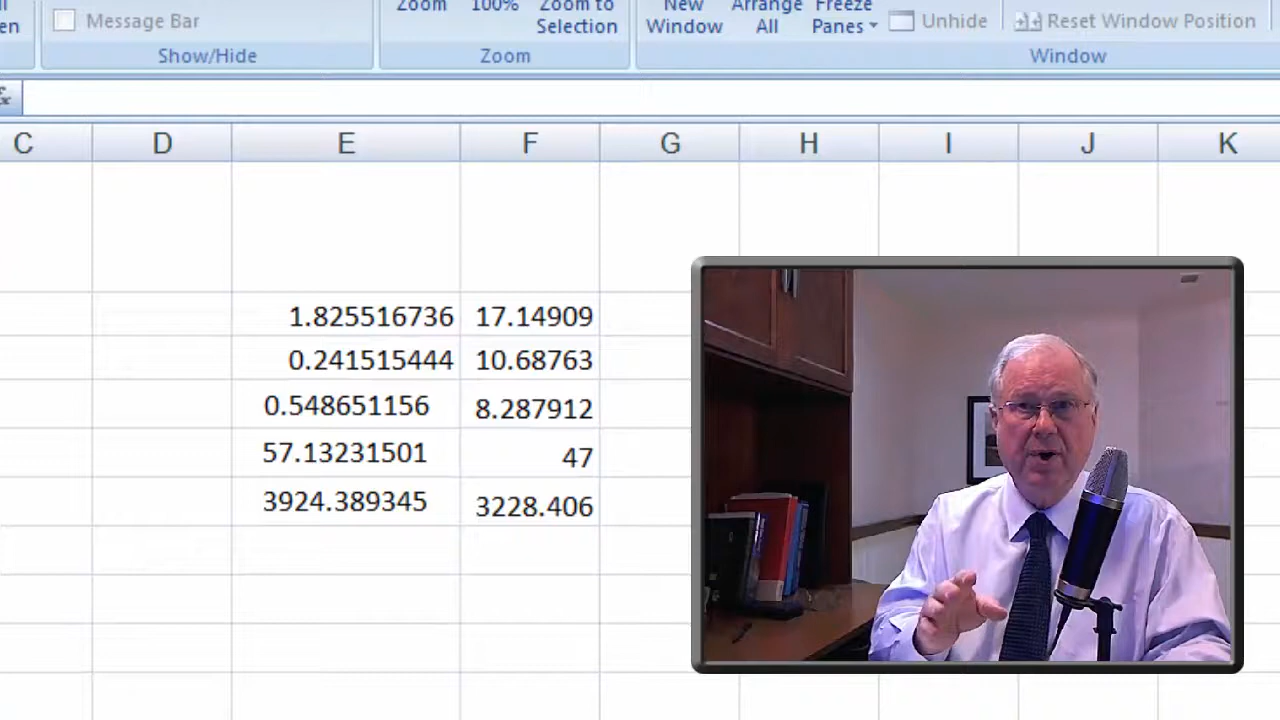 Message Bar
Show/Hide
Zoom
100%
Zoom to
Selection
Zoom
New
Window
Arrange
All
Freeze
Panes
Unhide
Reset Window Position
Window
C D E F G H I J K
1.825516736 17.14909
0.241515444 10.68763
0.548651156 8.287912
57.13231501 47
3924.389345 3228.406